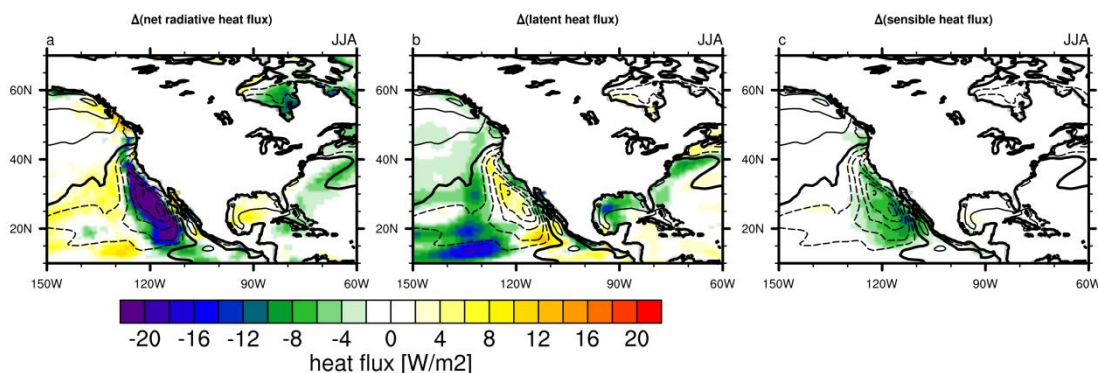 Δ(net radiative heat flux)
Δ(latent heat flux)
Δ(sensible heat flux)
a JJA
b JJA
c JJA
60N 60N 60N
40N 40N 40N
20N 20N 20N
150W 120W 90W 60W 150W 120W 90W 60W 150W 120W 90W 60W
-20 -16 -12 -8 -4 0 4 8 12 16 20
heat flux [W/m2]